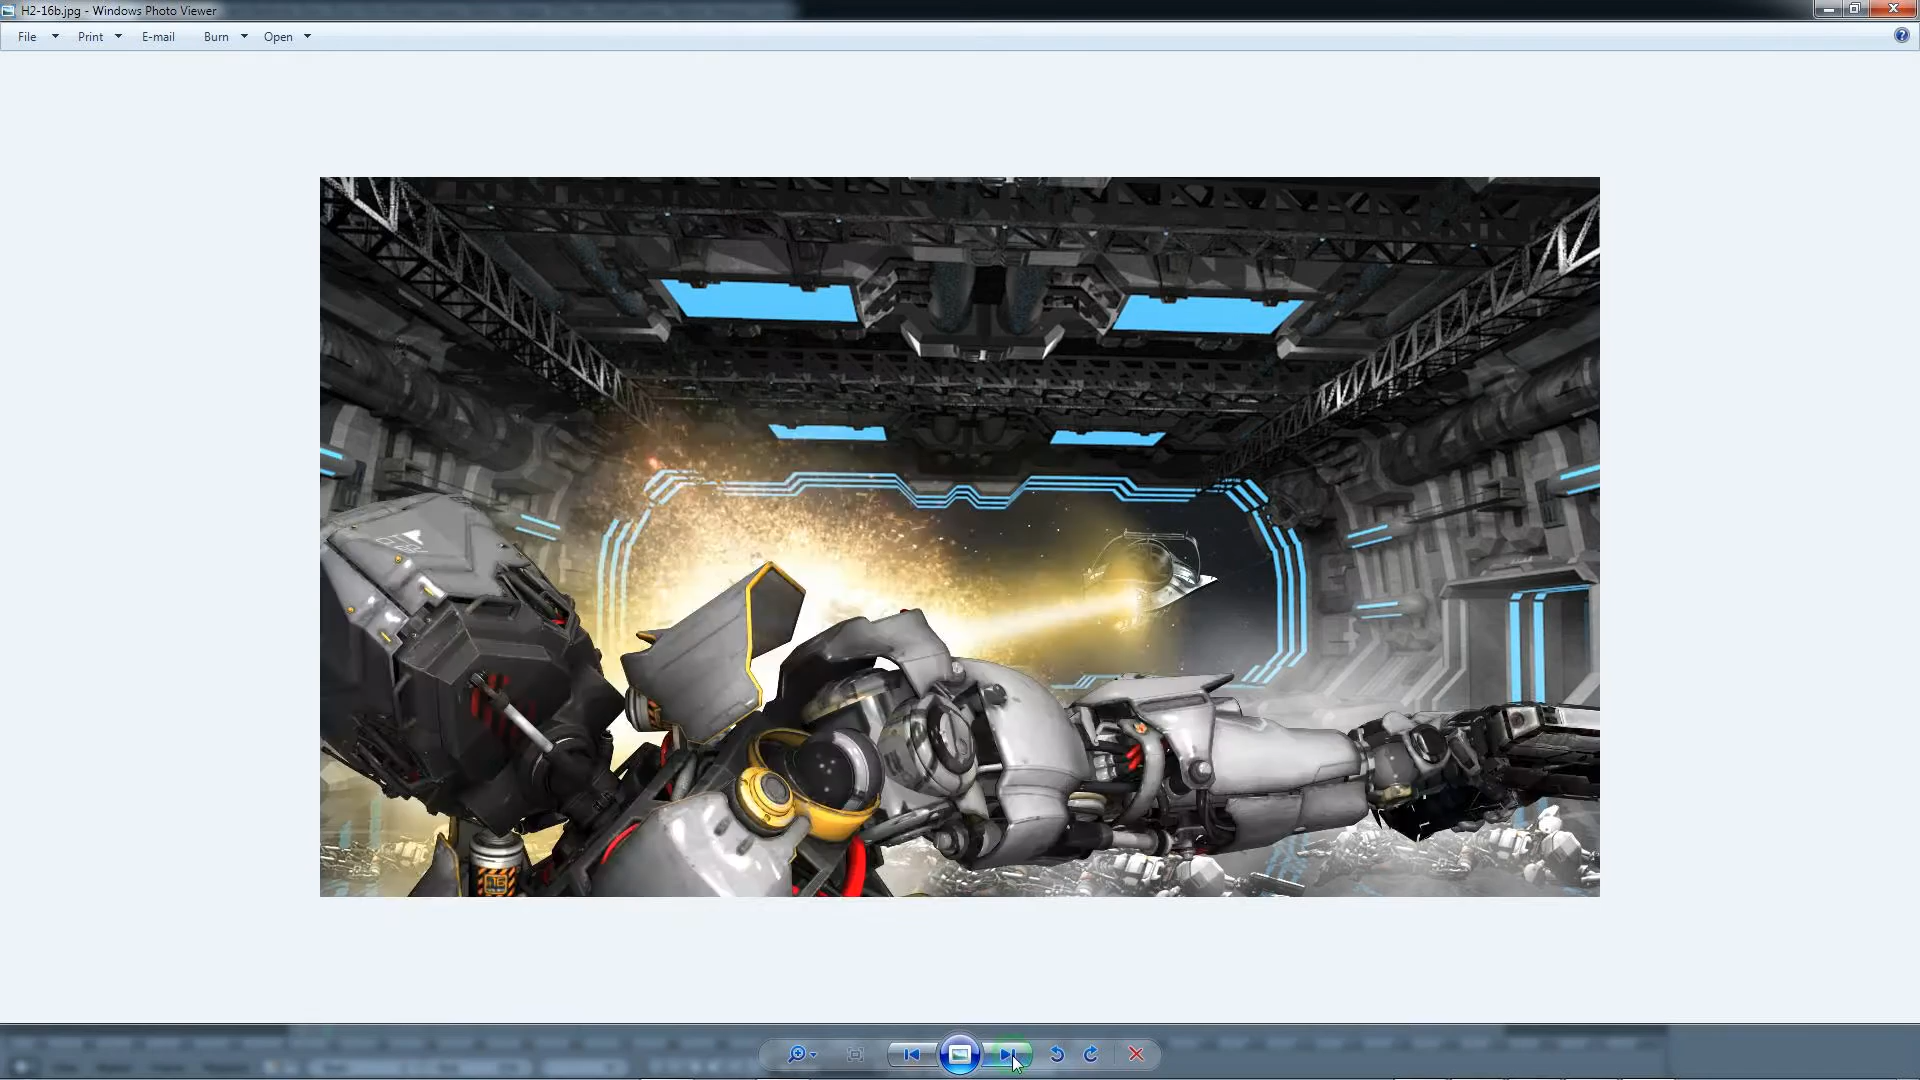 H2-16b.jpg - Windows Photo Viewer
File Print E-mail Burn Open